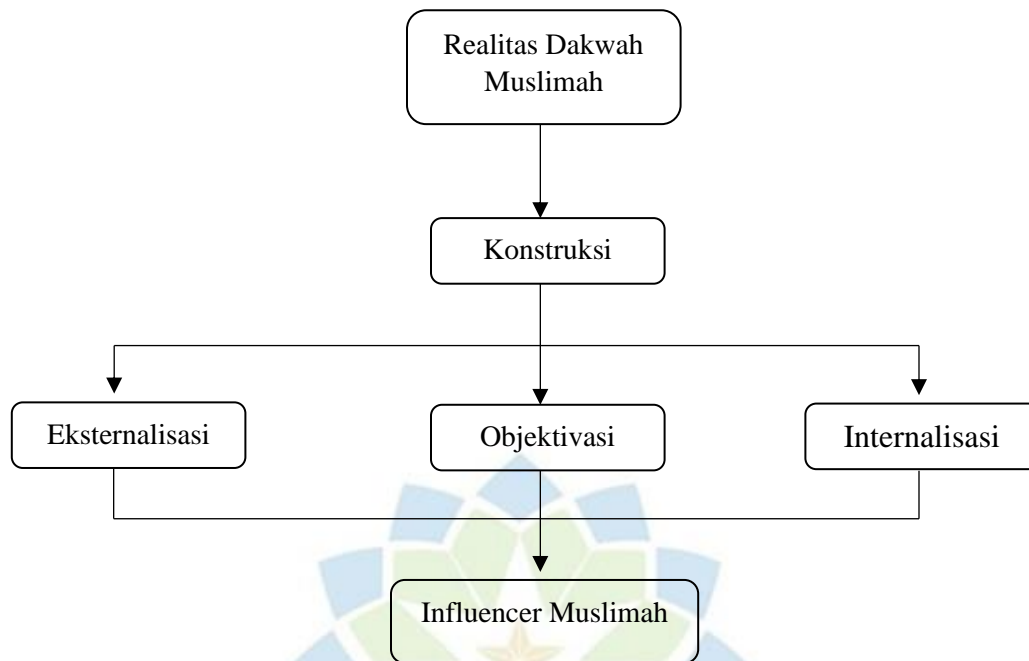 Realitas Dakwah
Muslimah
Konstruksi
Eksternalisasi
Objektivasi
Internalisasi
Influencer Muslimah